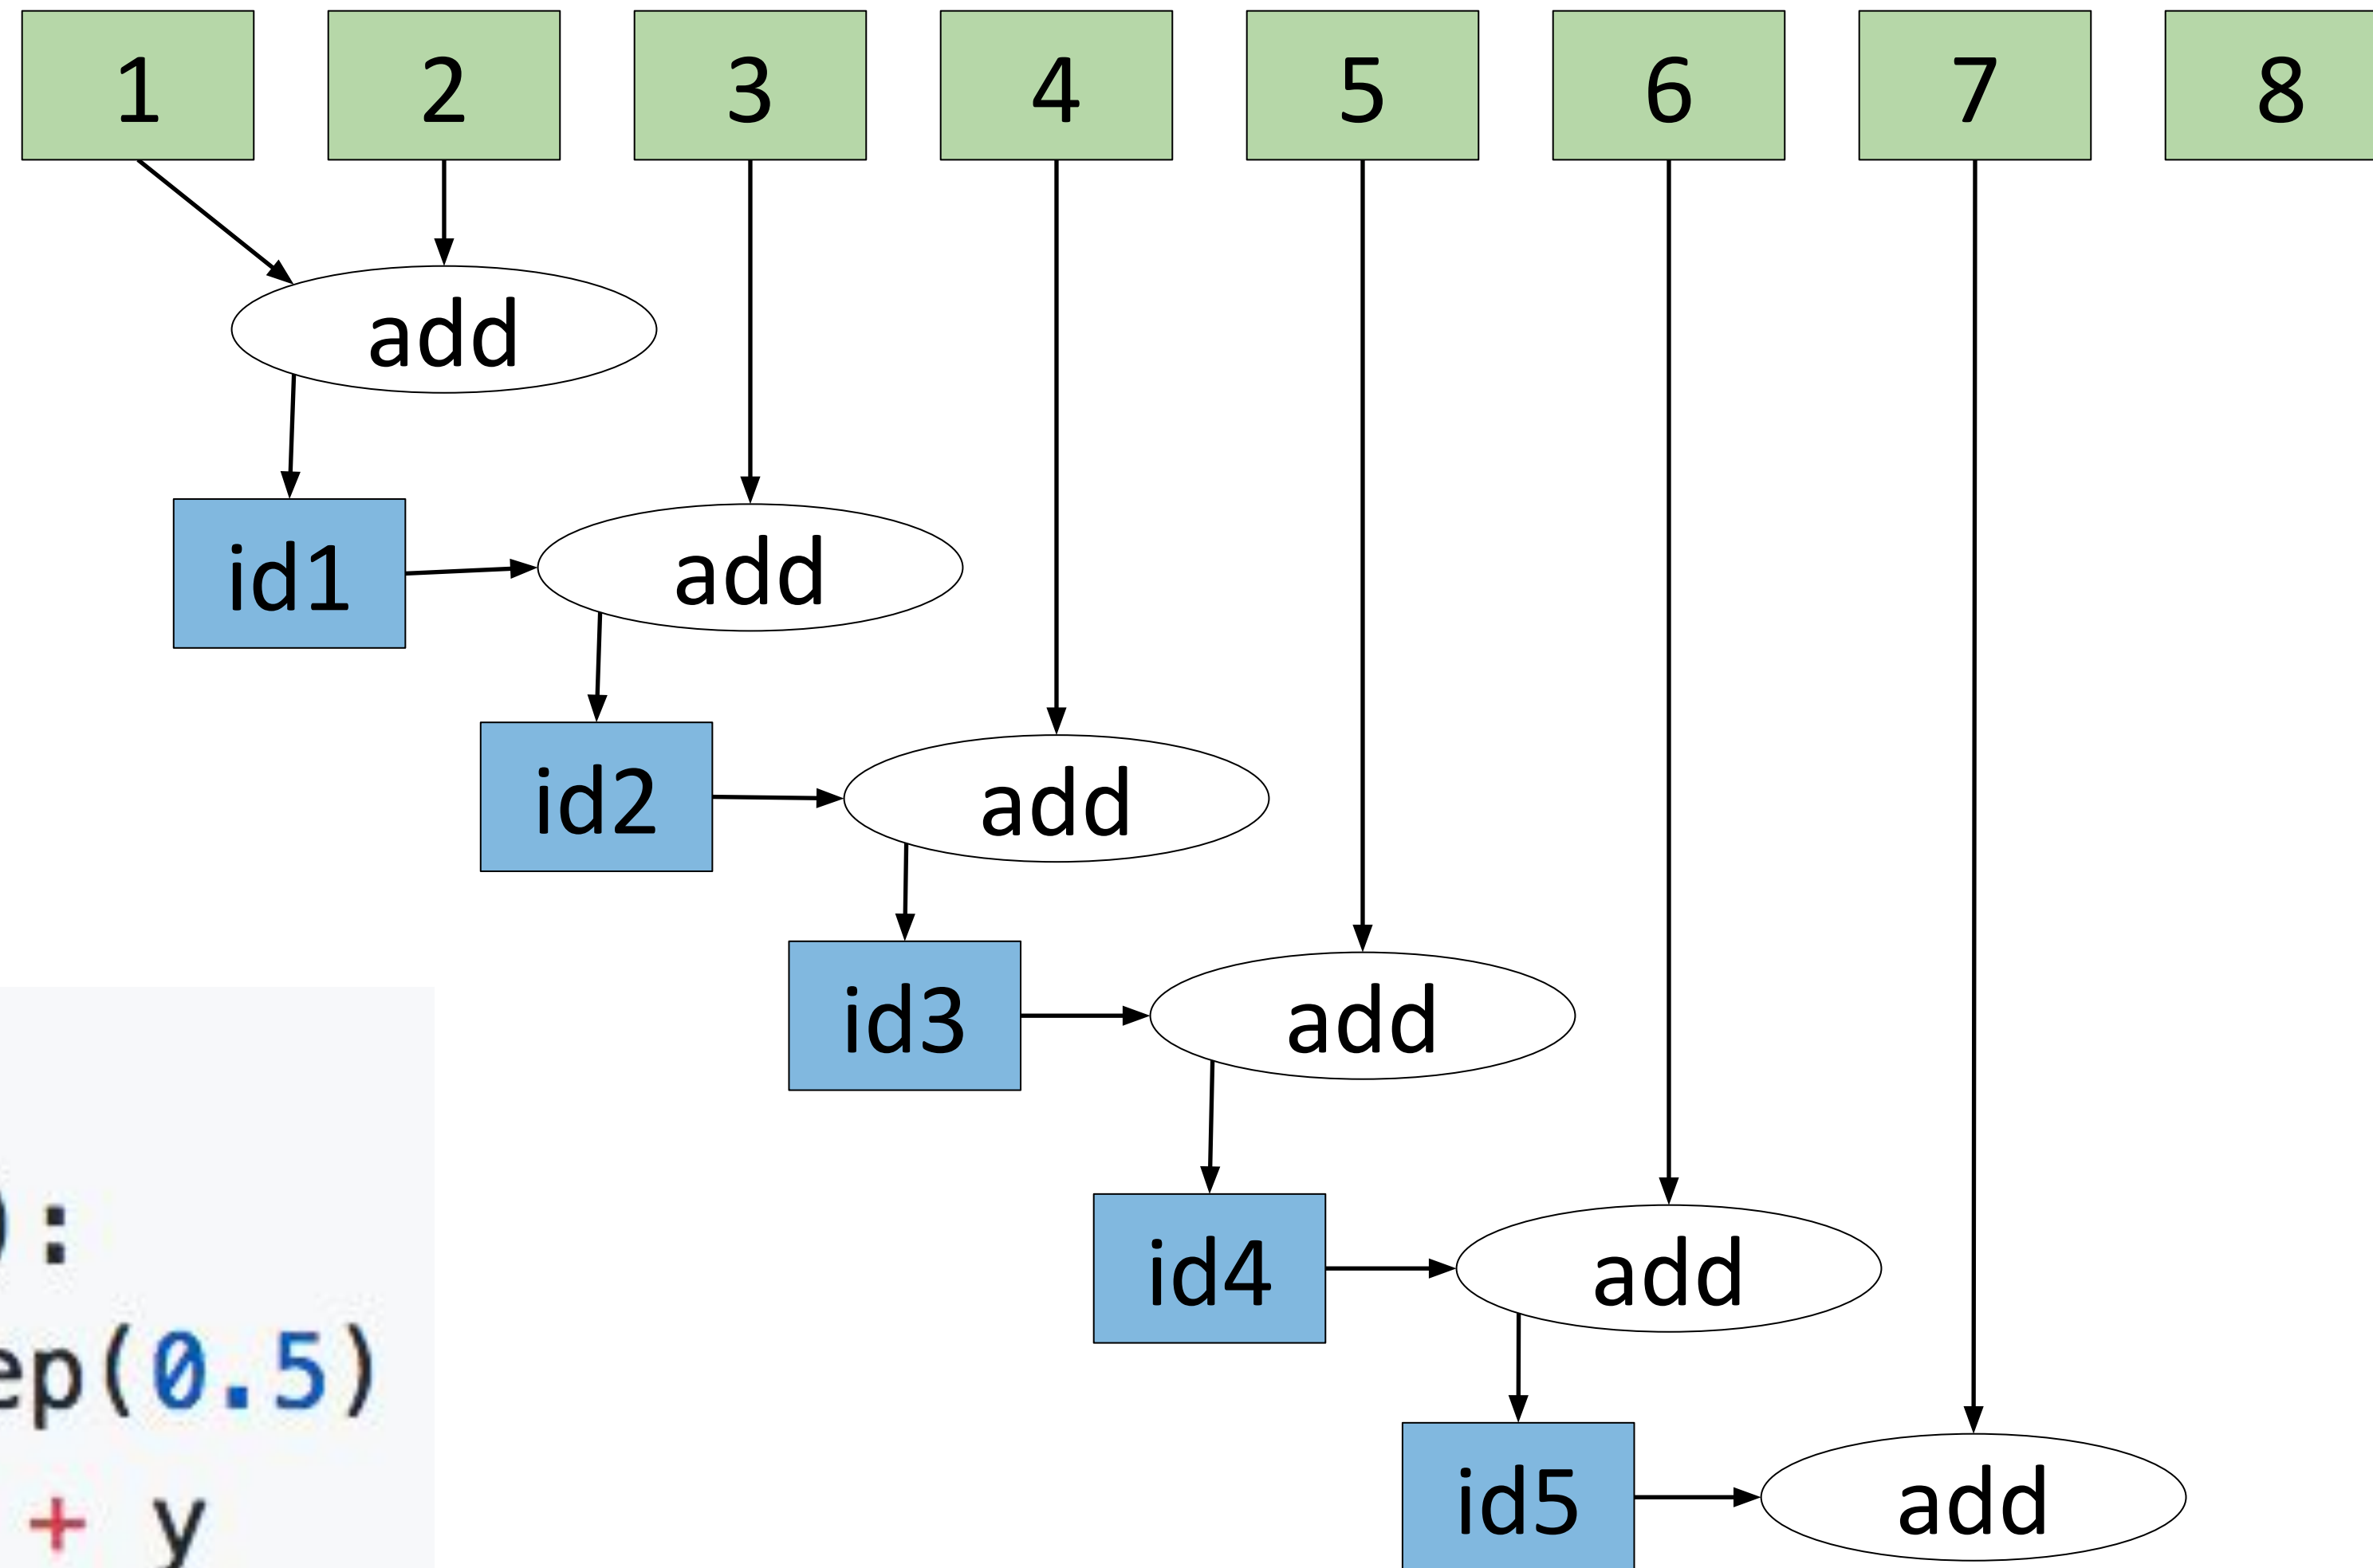 1 2 3 4 5 6 7 8
add
id1 add
id2 add
id3 add
):
id4 add
ep(0.5)
id5 add
+ y